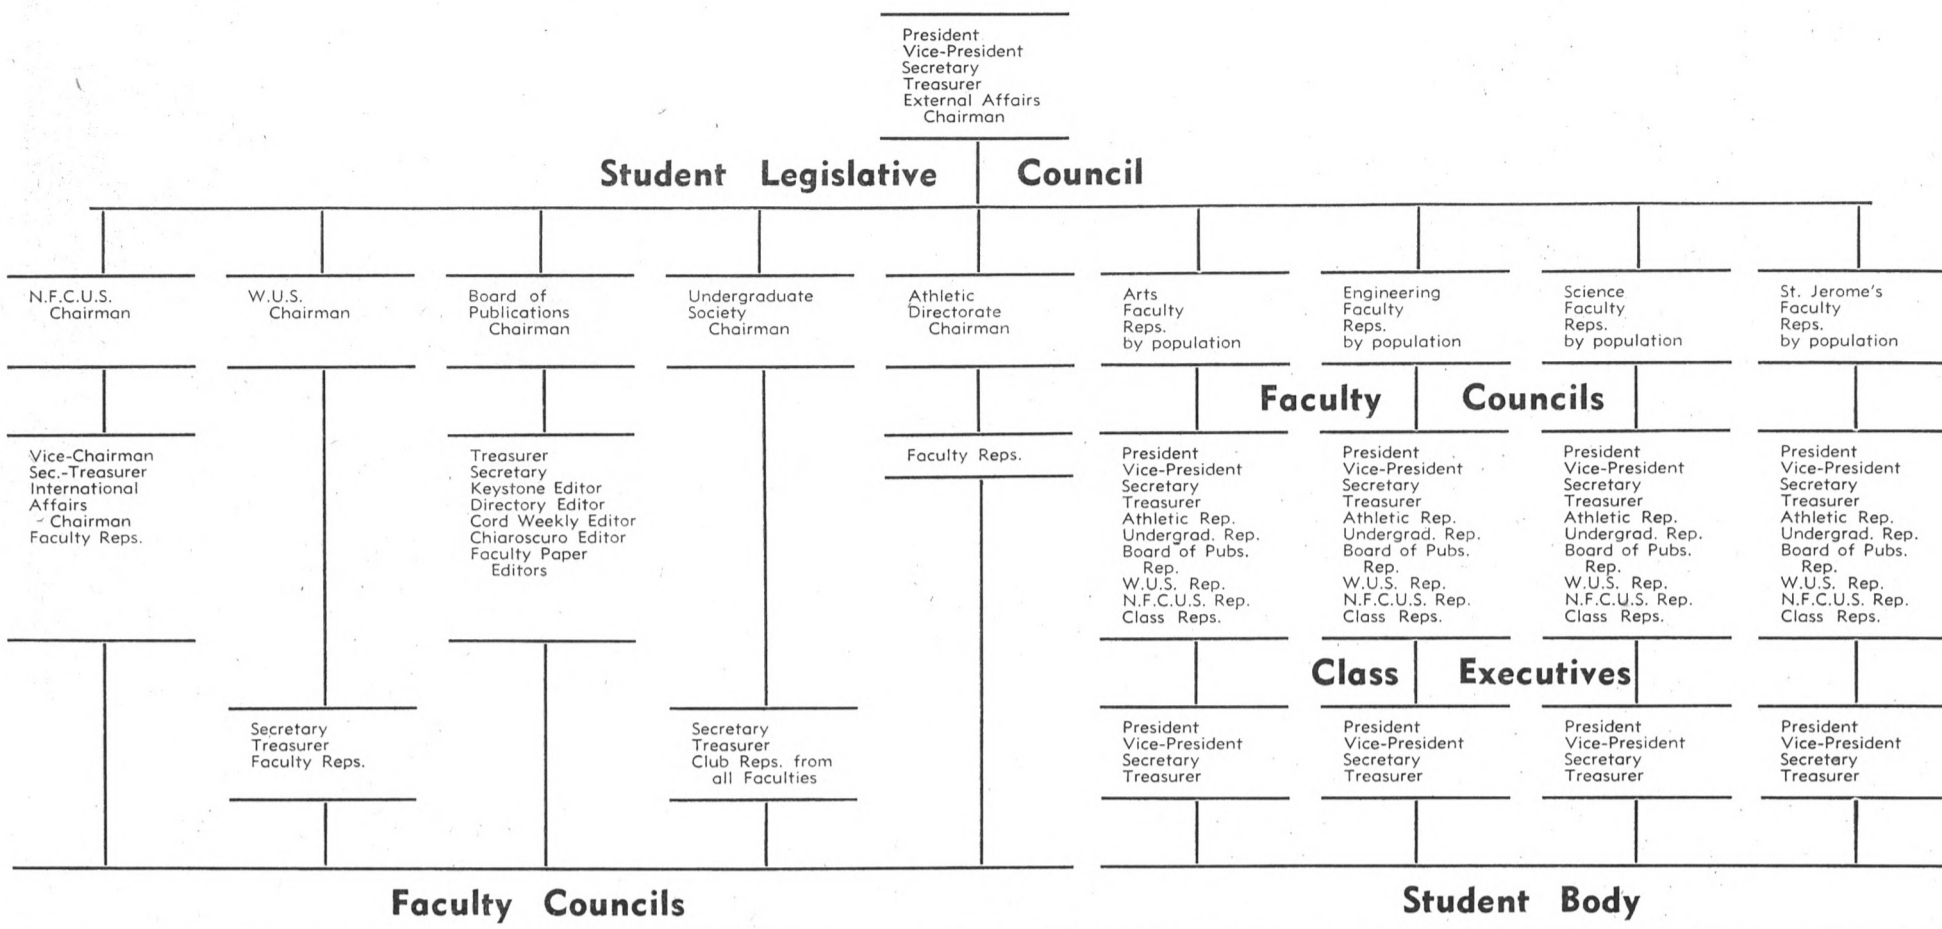 President
Vice-President
Secretary
Treasurer
External Affairs
Chairman
Student Legislative Council
N.F.C.U.S.
Chairman
W.U.S.
Chairman
Board of
Publications
Chairman
Undergraduate
Society
Chairman
Athletic
Directorate
Chairman
Arts
Faculty
Reps.
by population
Engineering
Faculty
Reps.
by population
Science
Faculty
Reps.
by population
St. Jerome's
Faculty
Reps.
by population
Faculty Councils
Vice-Chairman
Sec.-Treasurer
International
Affairs
Chairman
Faculty Reps.
Treasurer
Secretary
Keystone Editor
Directory Editor
Cord Weekly Editor
Chiaroscuro Editor
Faculty Paper
Editors
Faculty Reps.
President
Vice-President
Secretary
Treasurer
Athletic Rep.
Undergrad. Rep.
Board of Pubs.
Rep.
W.U.S. Rep.
N.F.C.U.S. Rep.
Class Reps.
President
Vice-President
Secretary
Treasurer
Athletic Rep.
Undergrad. Rep.
Board of Pubs.
Rep.
W.U.S. Rep.
N.F.C.U.S. Rep.
Class Reps.
President
Vice-President
Secretary
Treasurer
Athletic Rep.
Undergrad. Rep.
Board of Pubs.
Rep.
W.U.S. Rep.
N.F.C.U.S. Rep.
Class Reps.
President
Vice-President
Secretary
Treasurer
Athletic Rep.
Undergrad. Rep.
Board of Pubs.
Rep.
W.U.S. Rep.
N.F.C.U.S. Rep.
Class Reps.
Class Executives
Secretary
Treasurer
Faculty Reps.
Secretary
Treasurer
Club Reps. from
all Faculties
President
Vice-President
Secretary
Treasurer
President
Vice-President
Secretary
Treasurer
President
Vice-President
Secretary
Treasurer
President
Vice-President
Secretary
Treasurer
Faculty Councils
Student Body